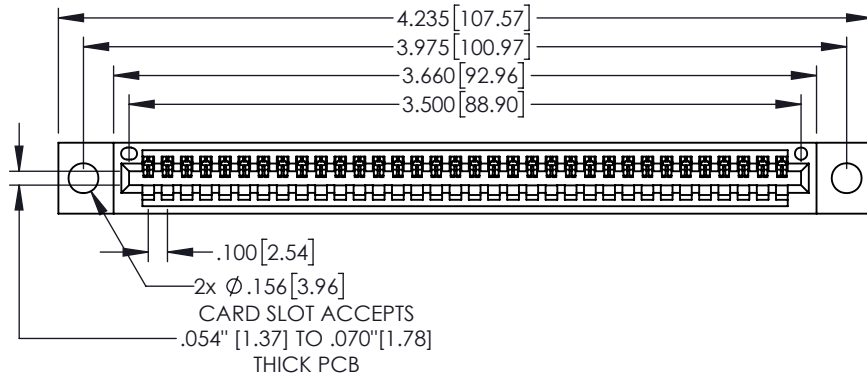 4.235[107.57]
3.975[100.97]
3.660[92.96]
3.500[88.90]
.100[2.54]
2x Ø.156[3.96]
CARD SLOT ACCEPTS
.054" [1.37] TO .070"[1.78]
THICK PCB